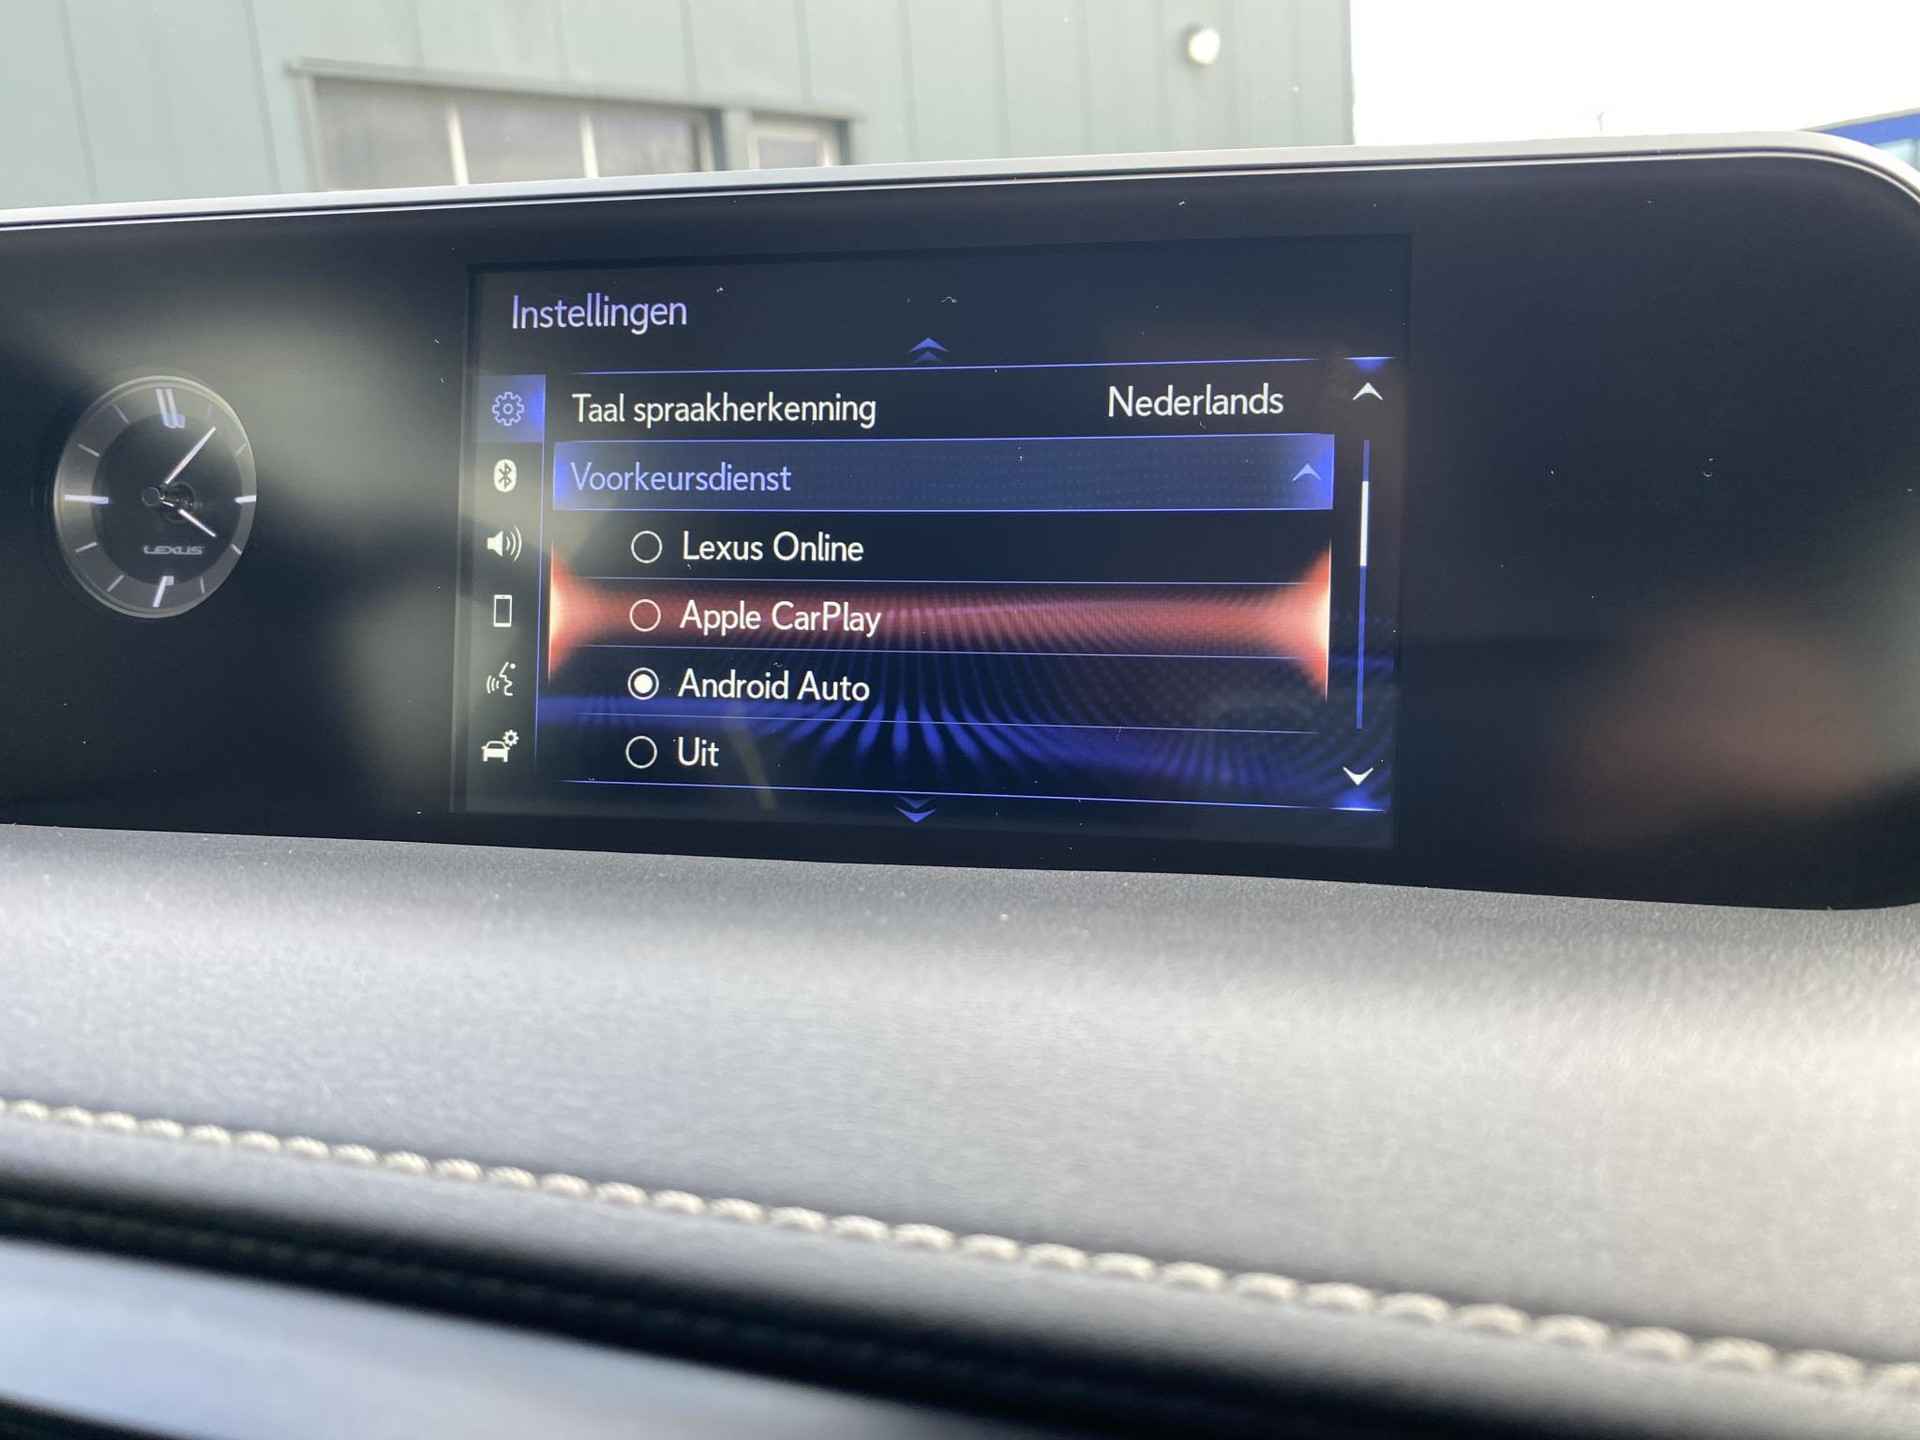 Instellingen
Taal spraakherkenning Nederlands
Voorkeursdienst
Lexus Online
Apple CarPlay
Android Auto
Uit
LEXUS